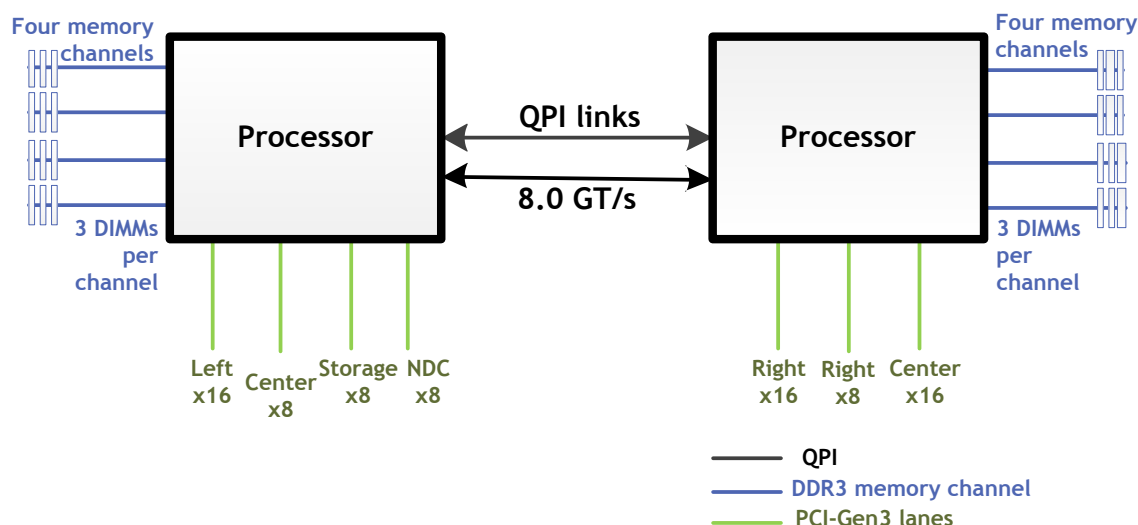 Four memory
channels
Four memory
channels
Processor
QPI links
8.0 GT/s
Processor
3 DIMMs
per
channel
3 DIMMs
per
channel
Left
x16
Center
x8
Storage
x8
NDC
x8
Right
x16
Right
x8
Center
x16
QPI
DDR3 memory channel
PCI-Gen3 lanes